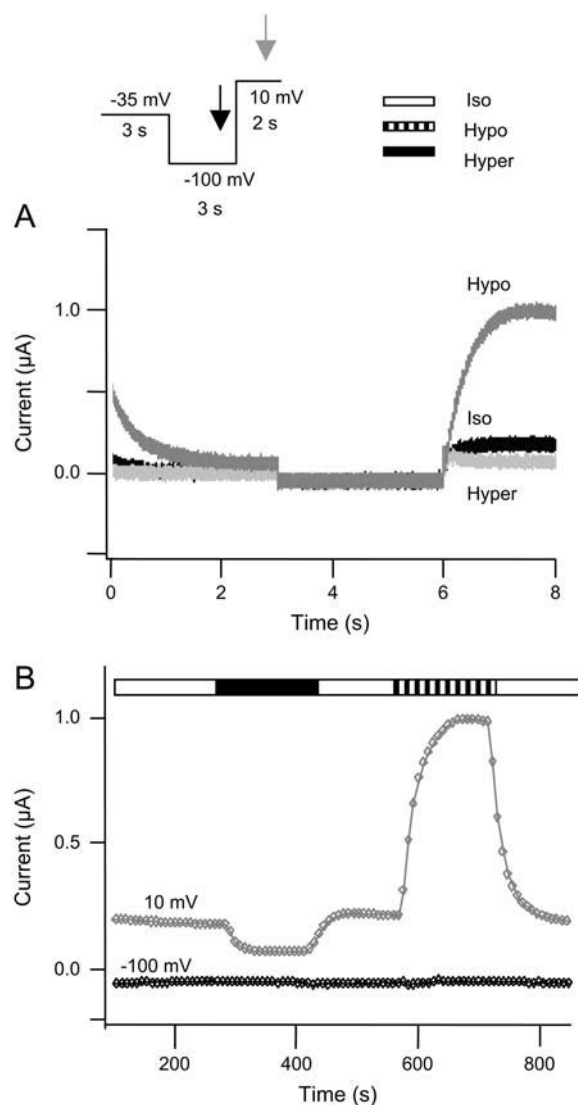 -35 mV
3 s
-100 mV
3 s
10 mV
2 s
Iso
Hypo
Hyper
A
Current (µA)
1.0
0.0
Hypo
Iso
Hyper
0 2 4 6 8
Time (s)
B
Current (µA)
1.0
0.5
0.0
10 mV
-100 mV
200 400 600 800
Time (s)